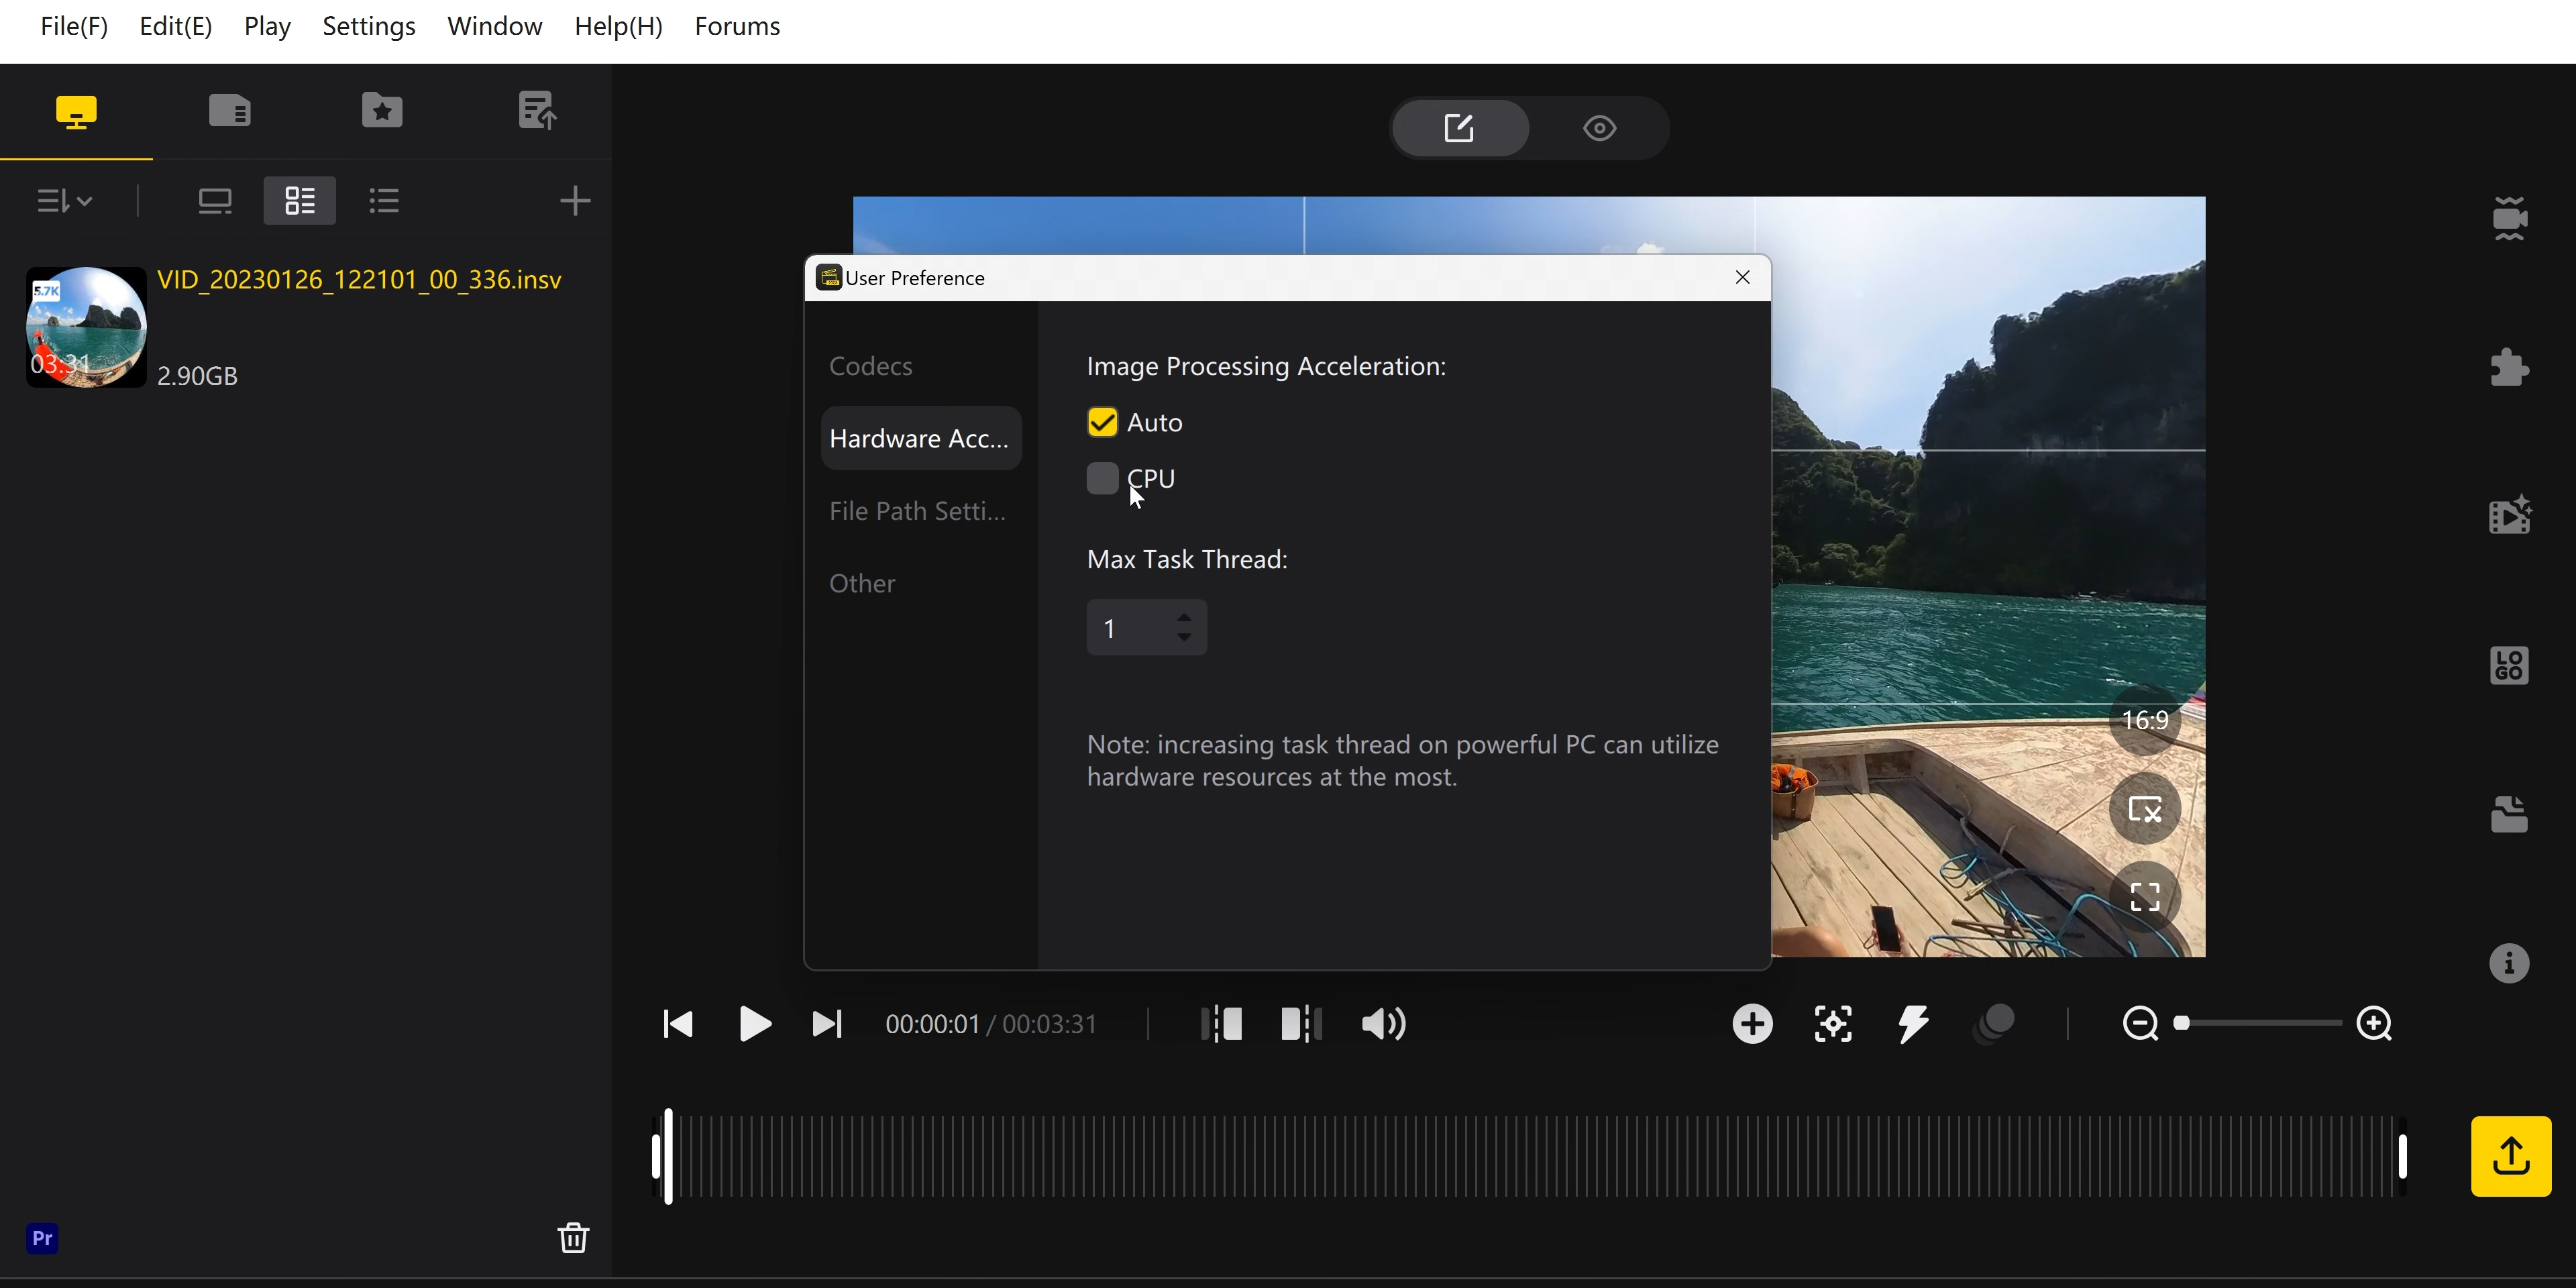 File(F) Edit(E) Play Settings Window Help(H) Forums
5.7K
VID_20230126_122101_00_336.insv
03:31
2.90GB
User Preference
Codecs
Hardware Acc...
File Path Setti...
Other
Image Processing Acceleration:
Auto
CPU
Max Task Thread:
1
Note: increasing task thread on powerful PC can utilize
hardware resources at the most.
LO
GO
16:9
00:00:01 / 00:03:31
Pr